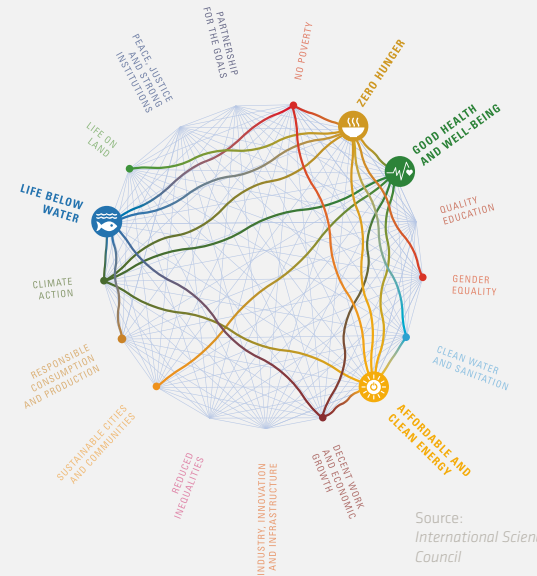 NO POVERTY
ZERO HUNGER
GOOD HEALTH
AND WELL-BEING
QUALITY
EDUCATION
GENDER
EQUALITY
CLEAN WATER
AND SANITATION
AFFORDABLE AND
CLEAN ENERGY
DECENT WORK
AND ECONOMIC
GROWTH
INDUSTRY, INNOVATION
AND INFRASTRUCTURE
REDUCED
INEQUALITIES
SUSTAINABLE CITIES
AND COMMUNITIES
RESPONSIBLE
CONSUMPTION
AND PRODUCTION
CLIMATE
ACTION
LIFE BELOW
WATER
LIFE ON
LAND
PEACE, JUSTICE
AND STRONG
INSTITUTIONS
PARTNERSHIP
FOR THE GOALS
Source:
International Scien
Council